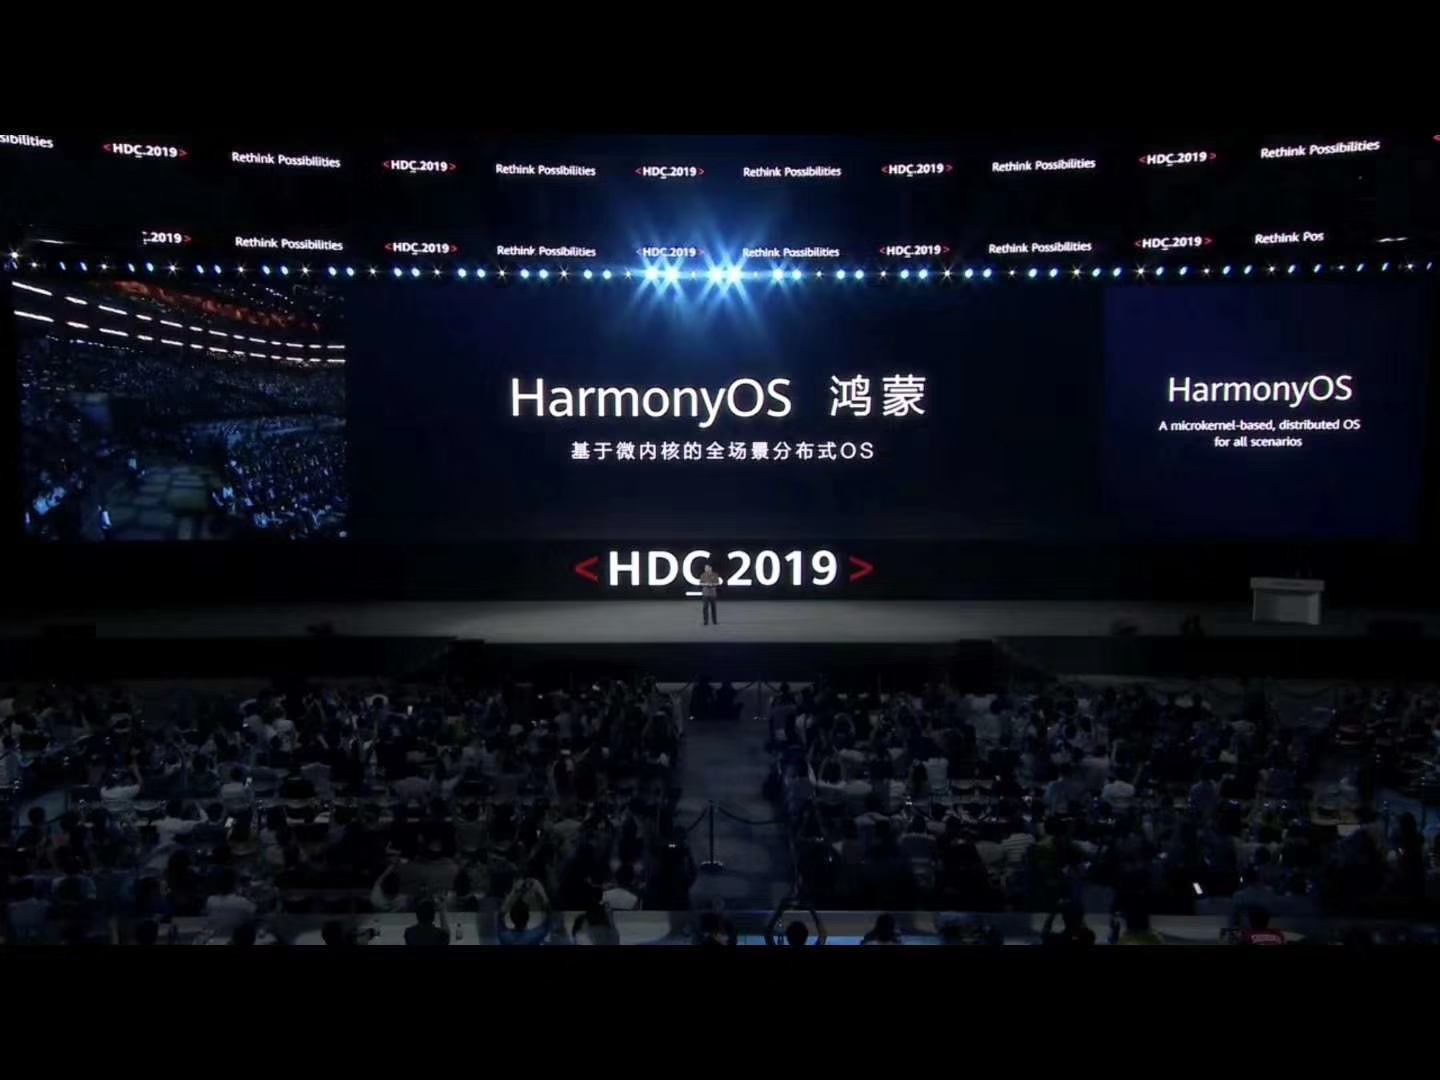 sibilities <HDC.2019> Rethink Possibilities <HDC.2019> Rethink Possibilities <HDC.2019> Rethink Possibilities <HDC.2019> Rethink Possibilities <HDC.2019> Rethink Possibilities
.2019> Rethink Possibilities <HDC.2019> Rethink Possibilities <HDC.2019> Rethink Possibilities <HDC.2019> Rethink Possibilities <HDC.2019> Rethink Pos
HarmonyOS 鸿蒙
基于微内核的全场景分布式OS
HarmonyOS
A microkernel-based, distributed OS
for all scenarios
<HDC.2019>